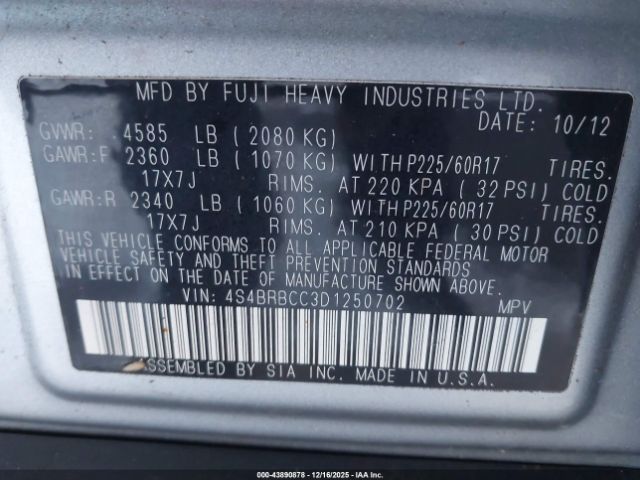 MFD BY FUJI HEAVY INDUSTRIES LTD.
DATE: 10/12
GVWR: 4585 LB ( 2080 KG)
GAWR:F 2360 LB ( 1070 KG) WITH P225/60R17 TIRES.
17X7J RIMS. AT 220 KPA ( 32 PSI) COLD
GAWR:R 2340 LB ( 1060 KG) WITH P225/60R17 TIRES.
17X7J RIMS. AT 210 KPA ( 30 PSI) COLD
THIS VEHICLE CONFORMS TO ALL APPLICABLE FEDERAL MOTOR
VEHICLE SAFETY AND THEFT PREVENTION STANDARDS
IN EFFECT ON THE DATE OF MANUFACTURE SHOWN ABOVE.
VIN: 4S4BRBCC3D1250702 MPV
ASSEMBLED BY SIA INC. MADE IN U.S.A.
000-43890878 - 12/16/2025 - IAA Inc.